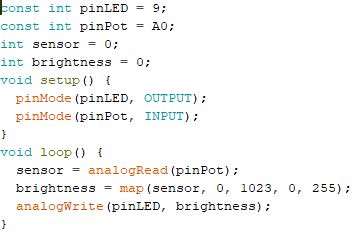 const int pinLED = 9;
const int pinPot = A0;
int sensor = 0;
int brightness = 0;
void setup() {
  pinMode(pinLED, OUTPUT);
  pinMode(pinPot, INPUT);
}
void loop() {
  sensor = analogRead(pinPot);
  brightness = map(sensor, 0, 1023, 0, 255);
  analogWrite(pinLED, brightness);
}